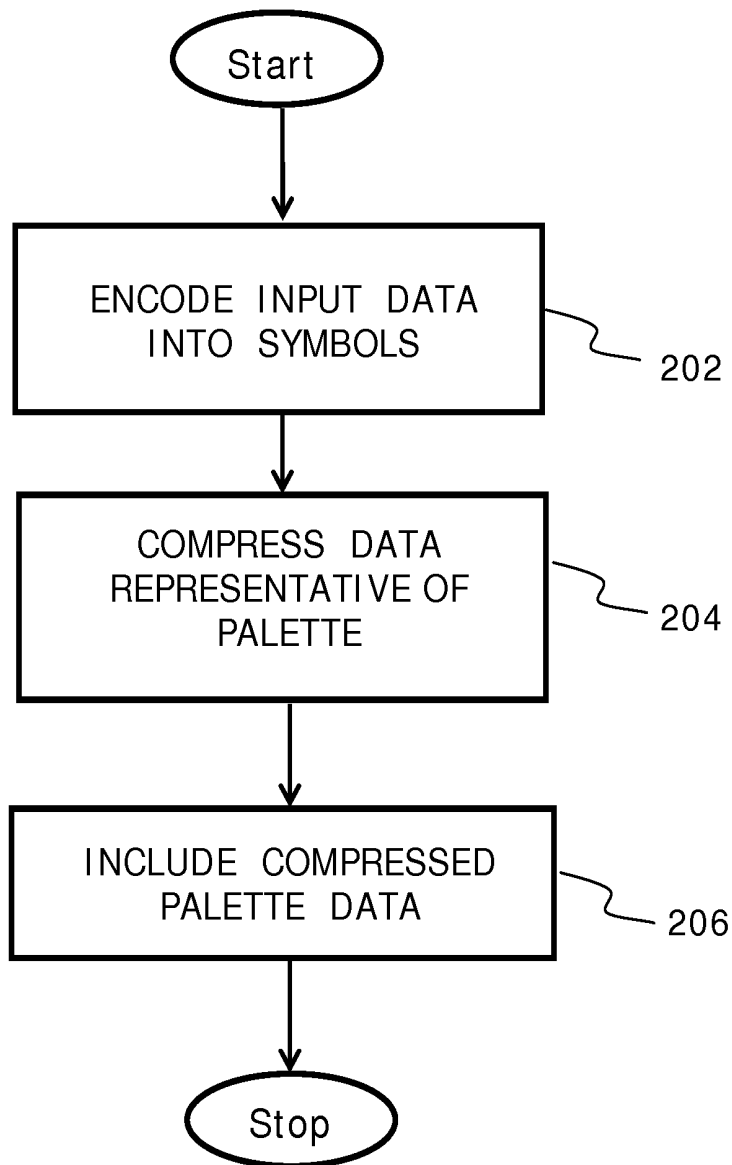 Start
ENCODE INPUT DATA
INTO SYMBOLS
202
COMPRESS DATA
REPRESENTATIVE OF
PALETTE
204
INCLUDE COMPRESSED
PALETTE DATA
206
Stop